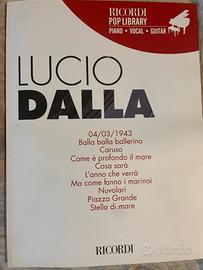 RICORDI
POP LIBRARY
PIANO • VOCAL • GUITAR
LUCIO
DALLA
04/03/1943
Balla balla ballerino
Caruso
Come è profondo il mare
Cosa sarà
L'anno che verrà
Ma come fanno i marinai
Nuvolari
Piazza Grande
Stella di mare
RICORDI
subito